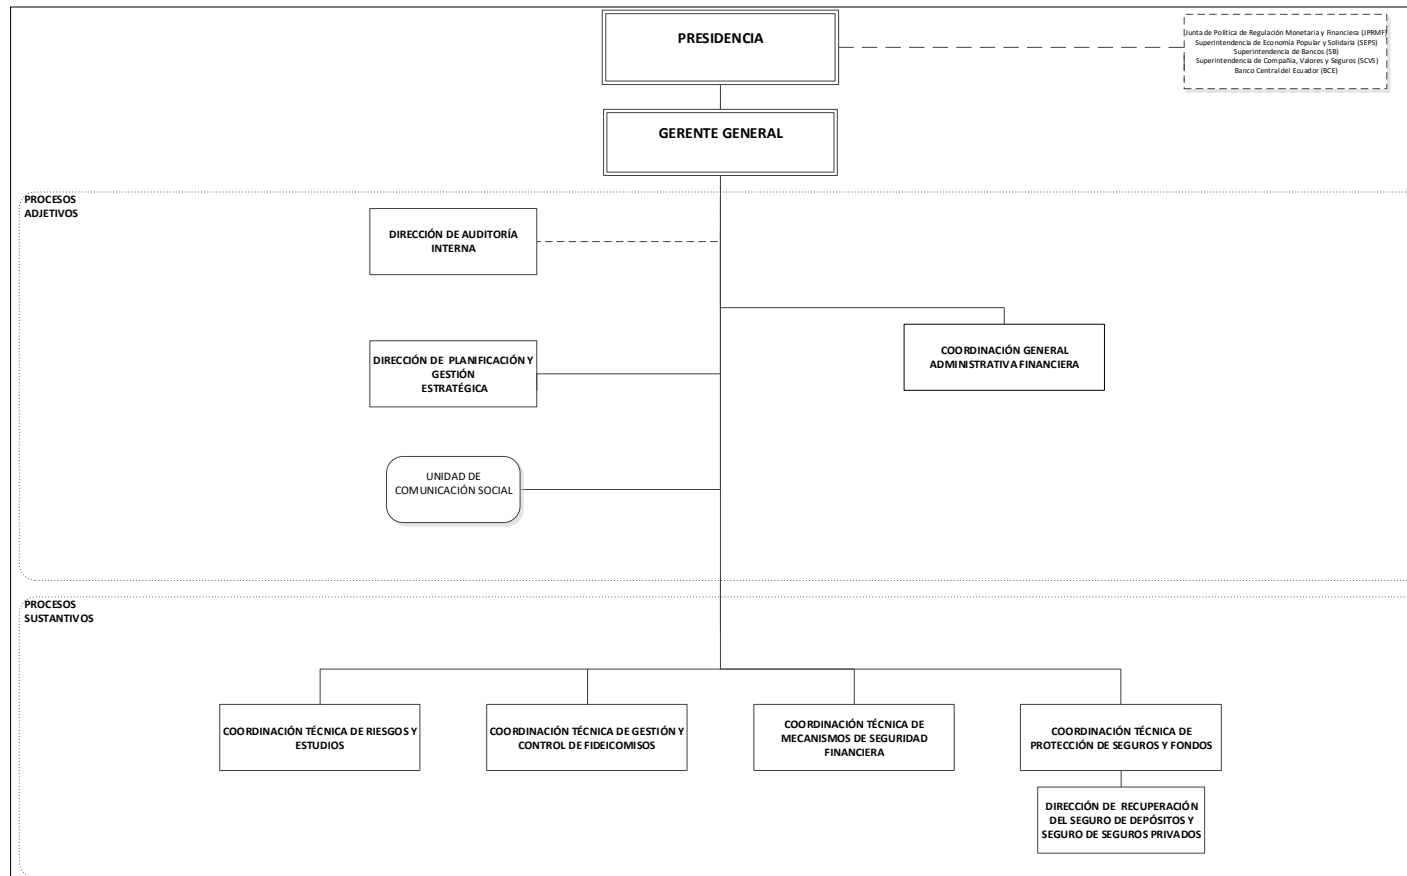 PRESIDENCIA
Junta de Política de Regulación Monetaria y Financiera (JPRMF)
Superintendencia de Economía Popular y Solidaria (SEPS)
Superintendencia de Bancos (SB)
Superintendencia de Compañía, Valores y Seguros (SCVS)
Banco Central del Ecuador (BCE)
GERENTE GENERAL
PROCESOS
ADJETIVOS
DIRECCIÓN DE AUDITORÍA
INTERNA
COORDINACIÓN GENERAL
ADMINISTRATIVA FINANCIERA
DIRECCIÓN DE PLANIFICACIÓN Y
GESTIÓN
ESTRATÉGICA
UNIDAD DE
COMUNICACIÓN SOCIAL
PROCESOS
SUSTANTIVOS
COORDINACIÓN TÉCNICA DE RIESGOS Y
ESTUDIOS
COORDINACIÓN TÉCNICA DE GESTIÓN Y
CONTROL DE FIDEICOMISOS
COORDINACIÓN TÉCNICA DE
MECANISMOS DE SEGURIDAD
FINANCIERA
COORDINACIÓN TÉCNICA DE
PROTECCIÓN DE SEGUROS Y FONDOS
DIRECCIÓN DE RECUPERACIÓN
DEL SEGURO DE DEPÓSITOS Y
SEGURO DE SEGUROS PRIVADOS